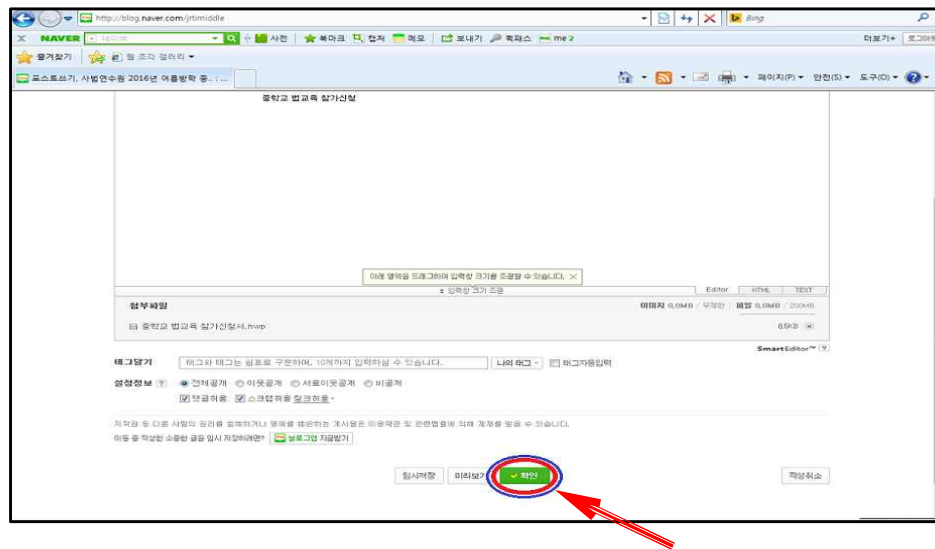 http://blog.naver.com/jrtimiddle
Bing
X NAVER 사전 북마크 캡처 메모 보내기 퀵패스 me2 더보기+
즐겨찾기 웹 조각 갤러리
포스트쓰기, 사법연수원 2016년 여름방학 중..: ...
페이지(P) 안전(S) 도구(O)
중학교 법교육 참가신청
아래 영역을 드래그하여 입력창 크기를 조절할 수 있습니다.
입력창 크기 조절
Editor HTML TEXT
첨부파일 이미지 0.0MB / 무제한 파일 0.0MB / 200MB
중학교 법교육 참가신청서.hwp
SmartEditor™ ?
태그달기 태그와 태그는 쉼표로 구분하며, 10개까지 입력하실 수 있습니다. 나의 태그 태그자동입력
설정정보 ? 전체공개 이웃공개 서로이웃공개 비공개
댓글허용 스크랩허용 링크허용
저작권 등 다른 사람의 권리를 침해하거나 명예를 훼손하는 게시물은 이용약관 및 관련법률에 의해 제재를 받을 수 있습니다.
이동 중 작성한 소중한 글을 임시 저장하려면? 블로그앱 지금받기
임시저장 미리보기 확인 작성취소